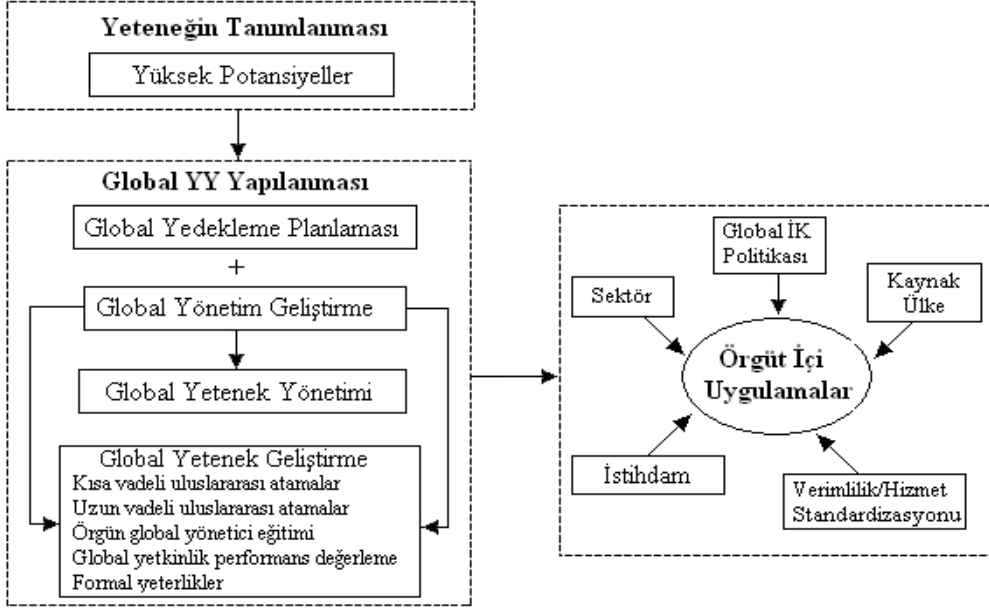 Yeteneğin Tanımlanması
Yüksek Potansiyeller
Global YY Yapılanması
Global Yedekleme Planlaması
+
Global Yönetim Geliştirme
Global Yetenek Yönetimi
Global Yetenek Geliştirme
Kısa vadeli uluslararası atamalar
Uzun vadeli uluslararası atamalar
Örgün global yönetici eğitimi
Global yetkinlik performans değerleme
Formal yeterlikler
Global İK
Politikası
Sektör
Kaynak
Ülke
Örgüt İçi
Uygulamalar
İstihdam
Verimlilik/Hizmet
Standardizasyonu